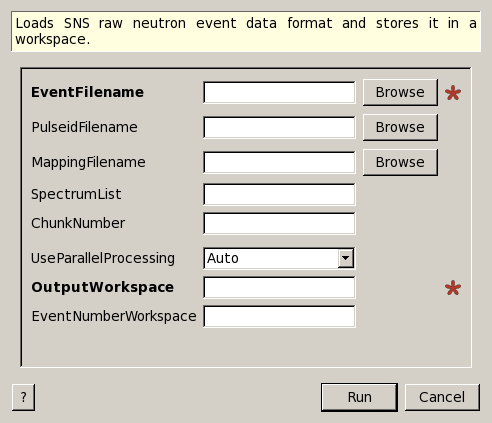 Loads SNS raw neutron event data format and stores it in a
workspace.
EventFilename Browse *
PulseidFilename Browse
MappingFilename Browse
SpectrumList
ChunkNumber
UseParallelProcessing Auto
OutputWorkspace *
EventNumberWorkspace
? Run Cancel